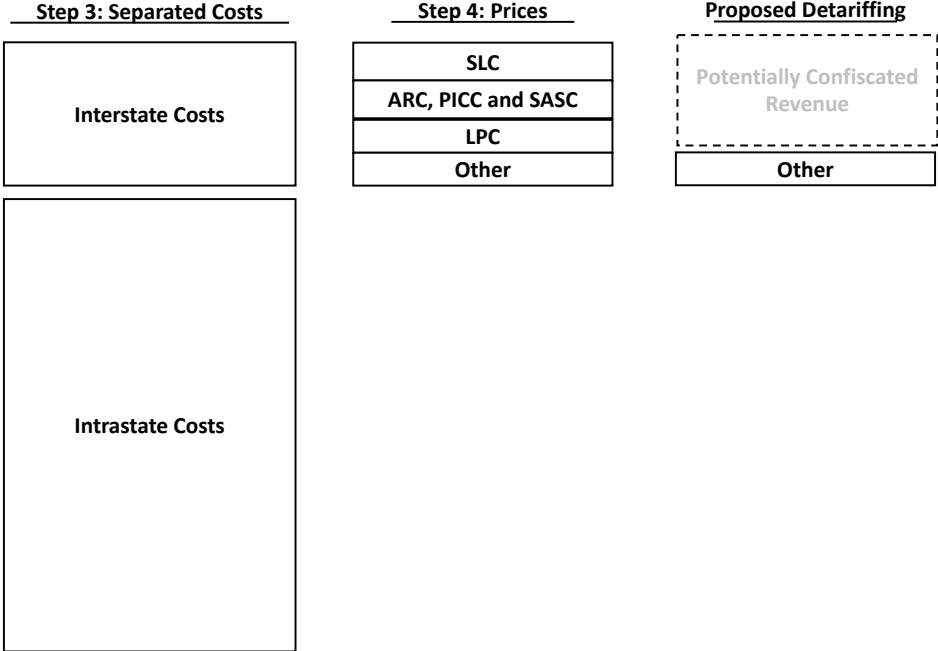 Step 3: Separated Costs
Step 4: Prices
Proposed Detariffing
Interstate Costs
SLC
ARC, PICC and SASC
LPC
Other
Potentially Confiscated
Revenue
Other
Intrastate Costs